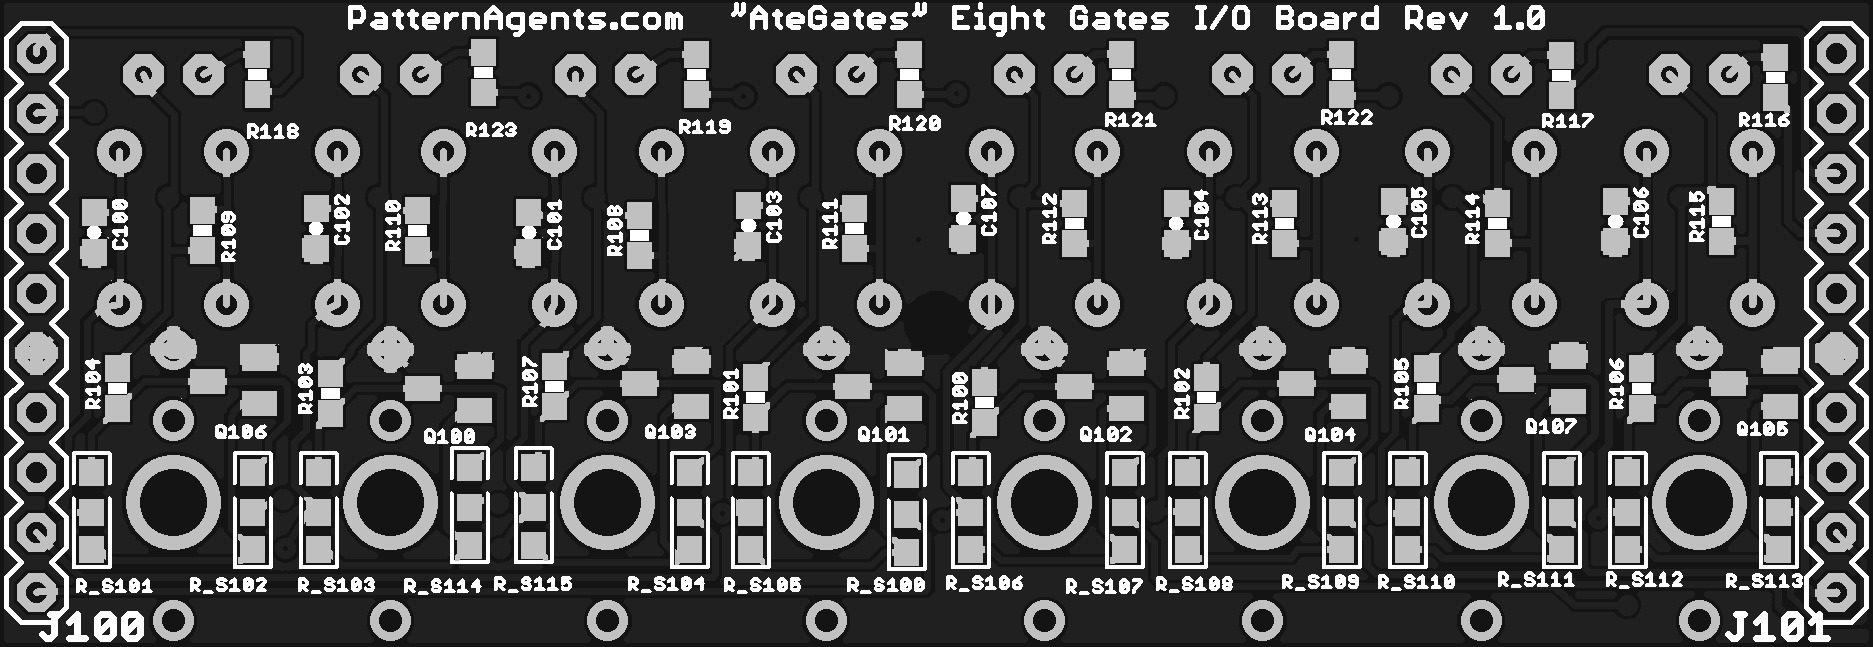 PatternAgents.com "AteGates" Eight Gates I/O Board Rev 1.0
R118 R123 R119 R120 R121 R122 R117 R116
C100 R109 C102 R110 C101 R108 C103 R111 C107 R112 C104 R113 C105 R114 C106 R115
R104 R103 R107 R101 R100 R102 R105 R106
Q106 Q100 Q103 Q101 Q102 Q104 Q107 Q105
R_S101 R_S102 R_S103 R_S114 R_S115 R_S104 R_S105 R_S100 R_S106 R_S107 R_S108 R_S109 R_S110 R_S111 R_S112 R_S113
J100 J101